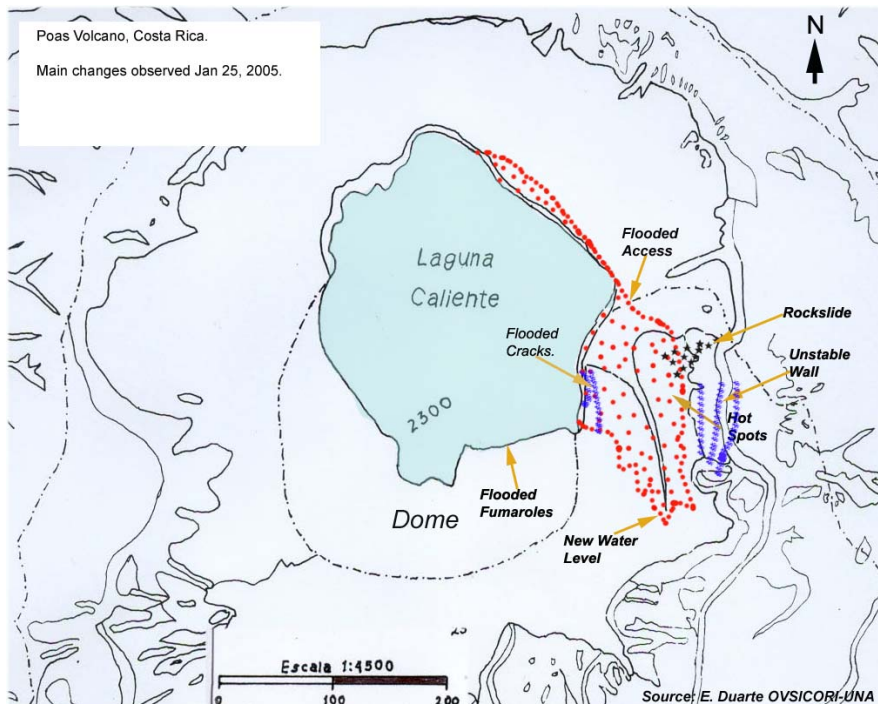 Poas Volcano, Costa Rica.
Main changes observed Jan 25, 2005.
N
Flooded
Access
Laguna
Caliente
Rockslide
Flooded
Cracks.
Unstable
Wall
2300
Hot
Spots
Flooded
Fumaroles
Dome
New Water
Level
Escala 1:4500
0 100 200
Source: E. Duarte OVSICORI-UNA